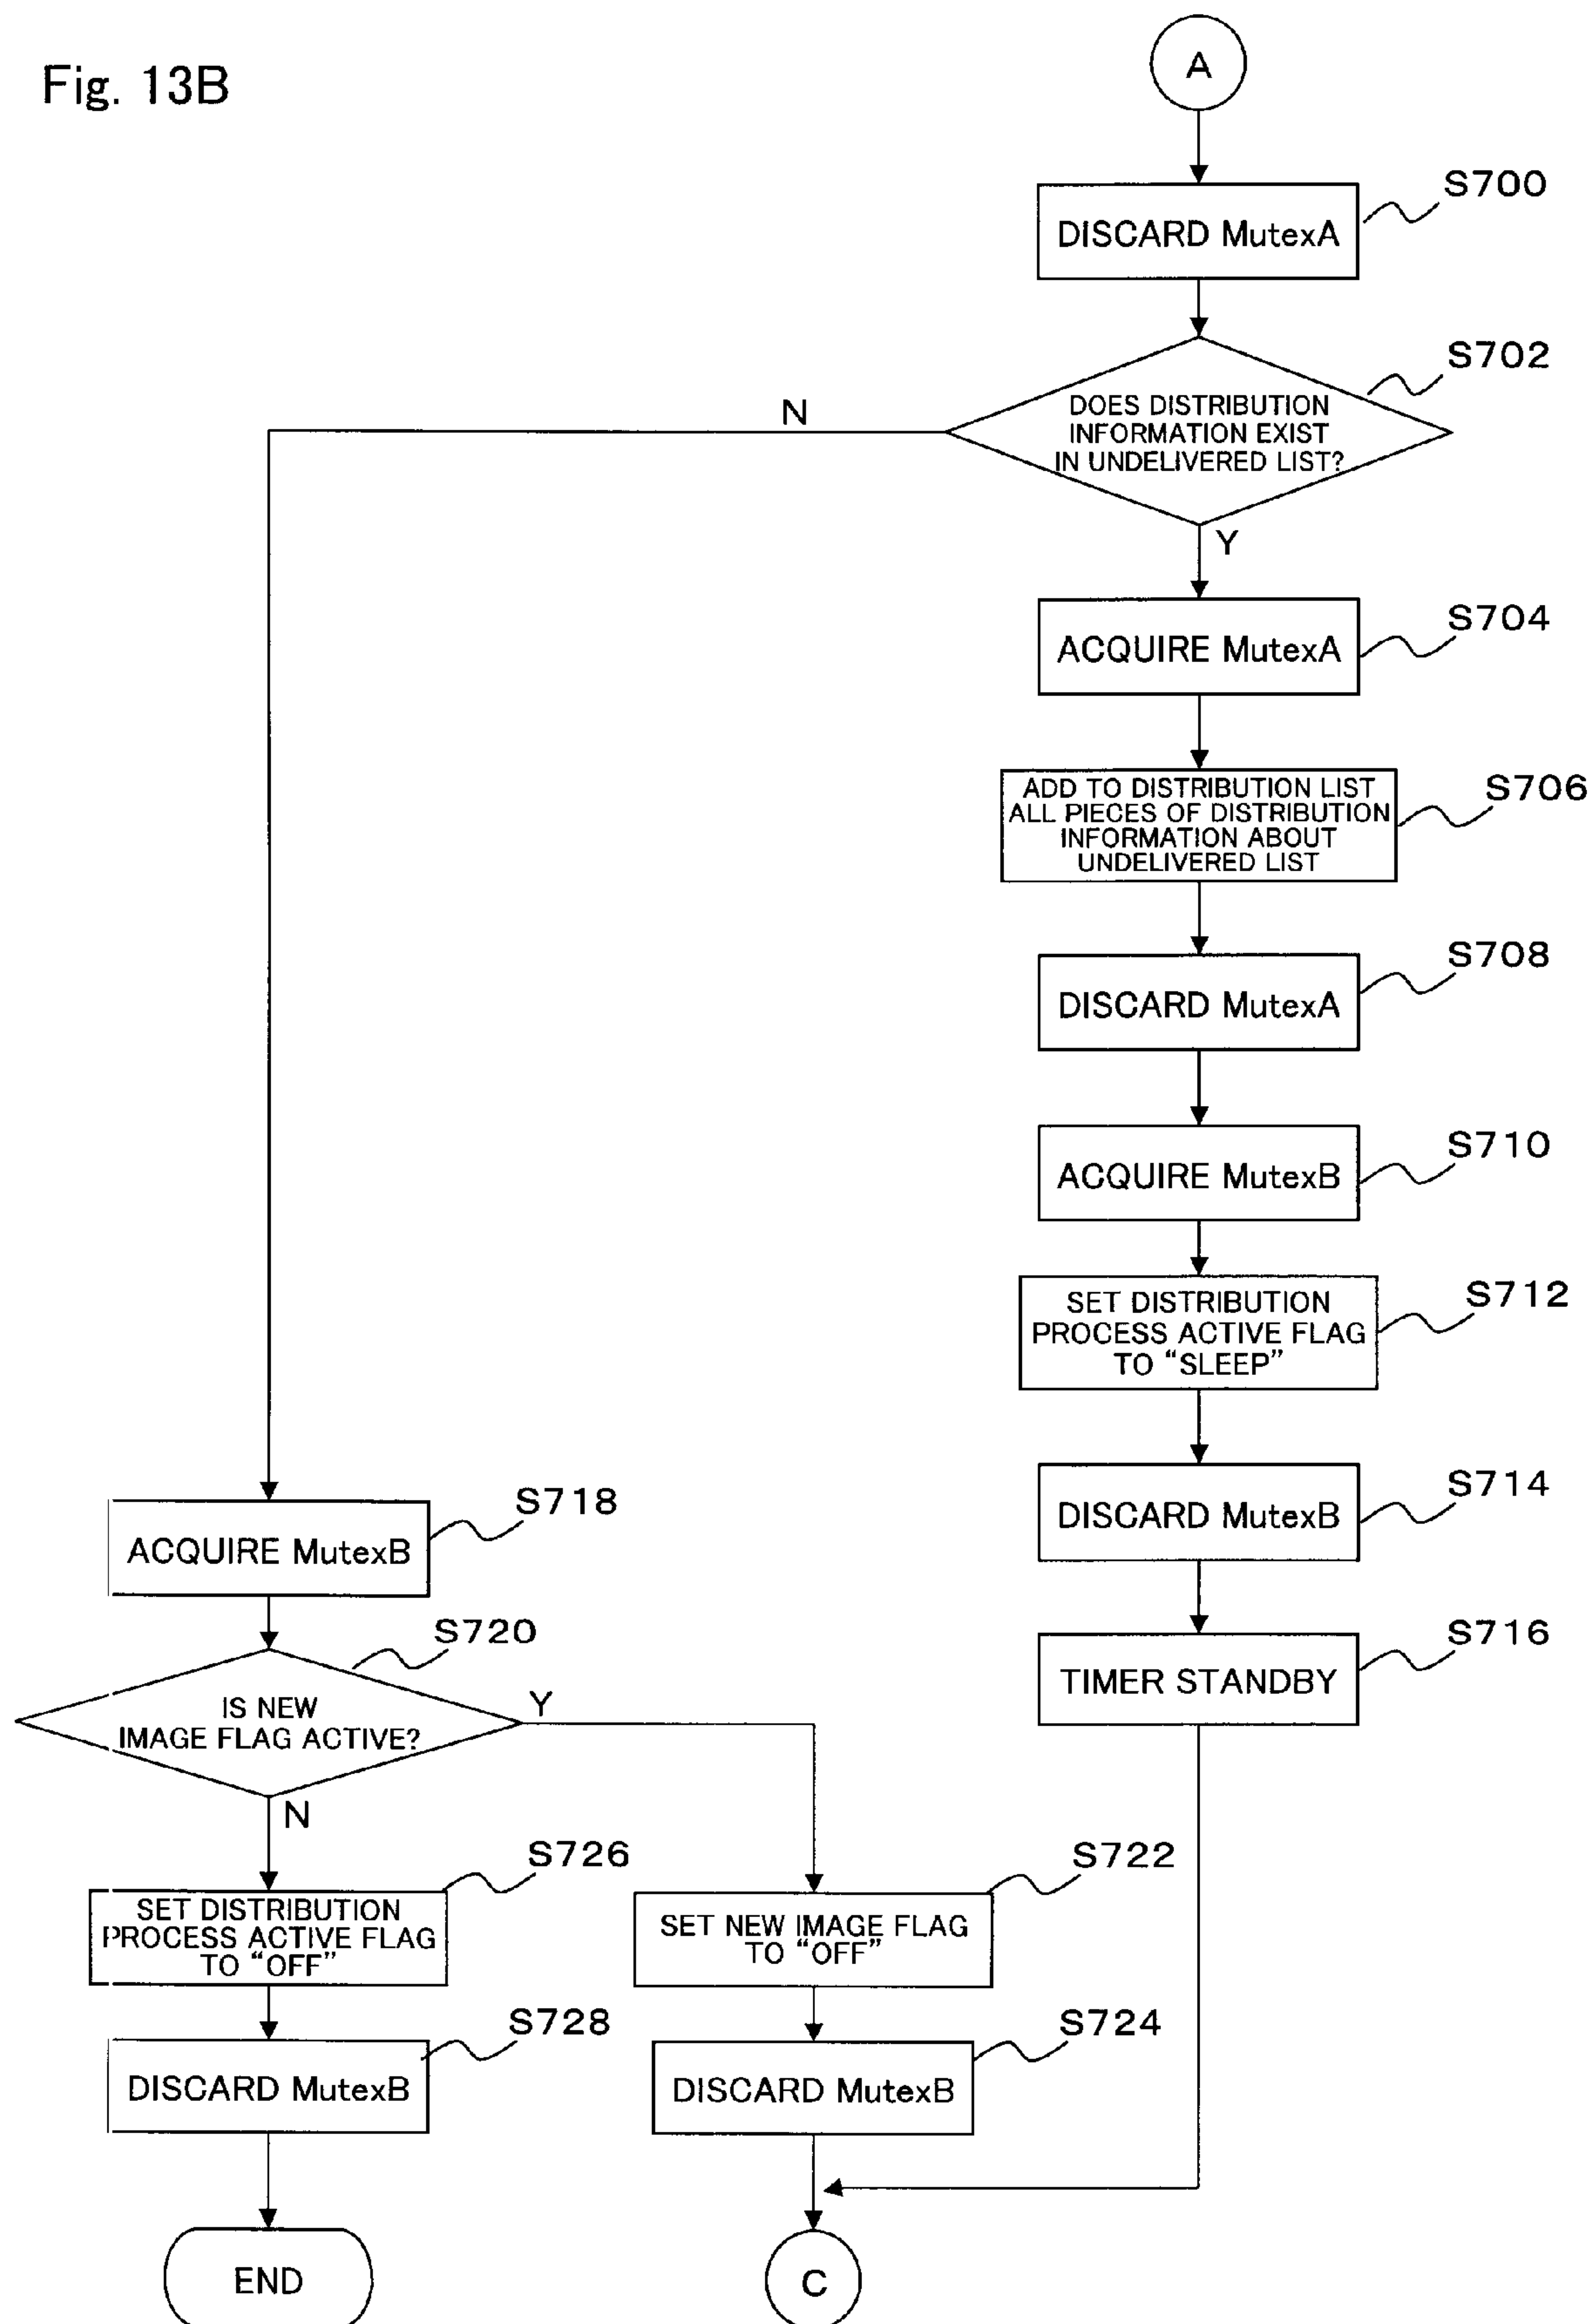 Fig. 13B
A
S700
DISCARD MutexA
S702
DOES DISTRIBUTION
INFORMATION EXIST
IN UNDELIVERED LIST?
N
Y
S704
ACQUIRE MutexA
S706
ADD TO DISTRIBUTION LIST
ALL PIECES OF DISTRIBUTION
INFORMATION ABOUT
UNDELIVERED LIST
S708
DISCARD MutexA
S710
ACQUIRE MutexB
S712
SET DISTRIBUTION
PROCESS ACTIVE FLAG
TO “SLEEP”
S714
DISCARD MutexB
S716
TIMER STANDBY
S718
ACQUIRE MutexB
S720
IS NEW
IMAGE FLAG ACTIVE?
Y
N
S726
SET DISTRIBUTION
PROCESS ACTIVE FLAG
TO “OFF”
S722
SET NEW IMAGE FLAG
TO “OFF”
S728
DISCARD MutexB
S724
DISCARD MutexB
END
C